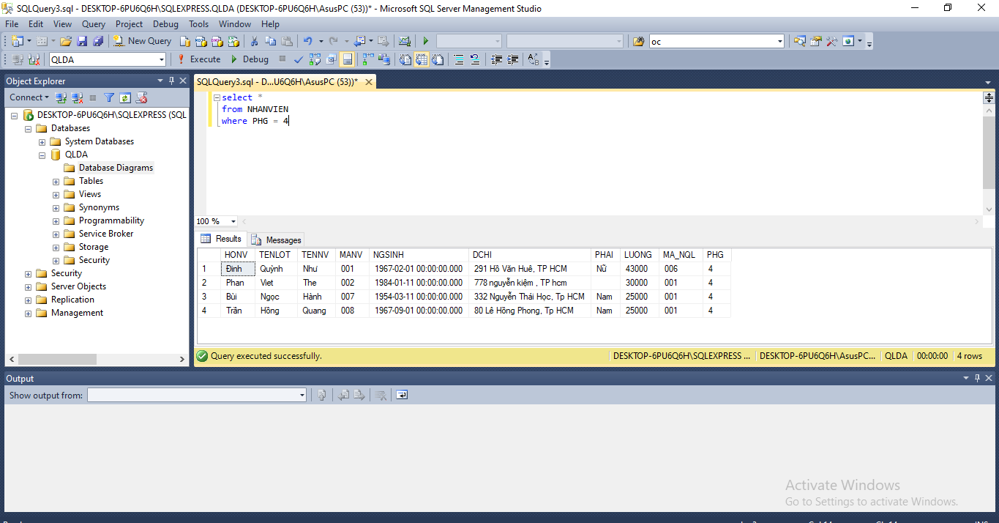 SQLQuery3.sql - DESKTOP-6PU6Q6H\SQLEXPRESS.QLDA (DESKTOP-6PU6Q6H\AsusPC (53))* - Microsoft SQL Server Management Studio
File Edit View Query Project Debug Tools Window Help
New Query oc
QLDA Execute Debug
Object Explorer
Connect
DESKTOP-6PU6Q6H\SQLEXPRESS (SQL
Databases
System Databases
QLDA
Database Diagrams
Tables
Views
Synonyms
Programmability
Service Broker
Storage
Security
Security
Server Objects
Replication
Management
SQLQuery3.sql - D...U6Q6H\AsusPC (53))*
select *
from NHANVIEN
where PHG = 4
100 %
Results Messages
HONV TENLOT TENNV MANV NGSINH DCHI PHAI LUONG MA_NQL PHG
1 Đinh Quỳnh Như 001 1967-02-01 00:00:00.000 291 Hồ Văn Huê, TP HCM Nữ 43000 006 4
2 Phan Viet The 002 1984-01-11 00:00:00.000 778 nguyễn kiệm , TP hcm 30000 001 4
3 Bùi Ngọc Hành 007 1954-03-11 00:00:00.000 332 Nguyễn Thái Học, Tp HCM Nam 25000 001 4
4 Trần Hồng Quang 008 1967-09-01 00:00:00.000 80 Lê Hồng Phong, Tp HCM Nam 25000 001 4
Query executed successfully. DESKTOP-6PU6Q6H\SQLEXPRESS ... DESKTOP-6PU6Q6H\AsusPC... QLDA 00:00:00 4 rows
Output
Show output from:
Activate Windows
Go to Settings to activate Windows.